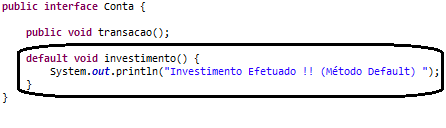 public interface Conta {
public void transacao();
default void investimento() {
System.out.println("Investimento Efetuado !! (Método Default) ");
}
}